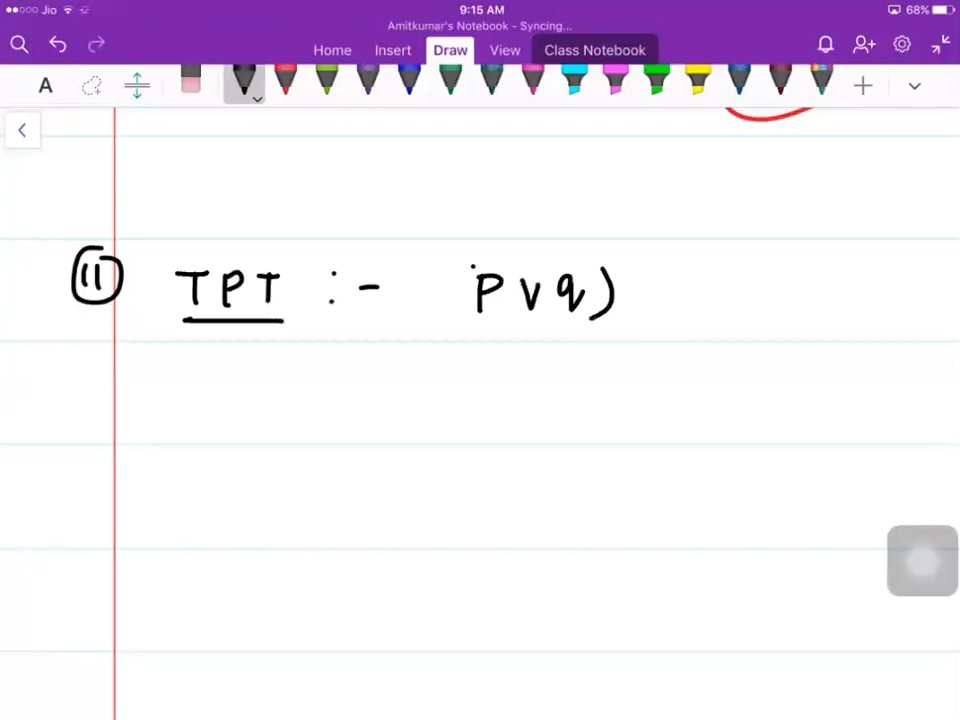 Jio 9:15 AM 68%
Amitkumar's Notebook - Syncing...
Home Insert Draw View Class Notebook
A
(11) TPT :- p v q)